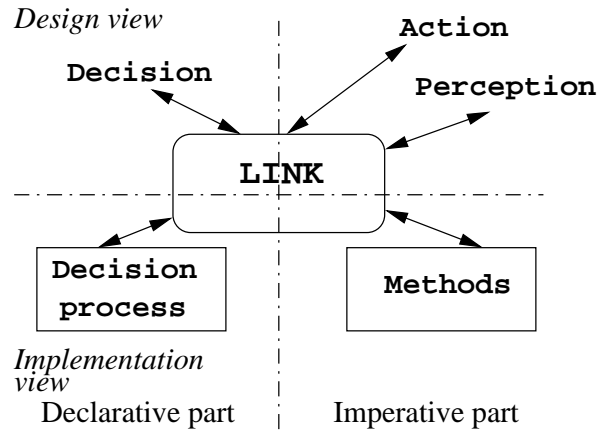 Design view
Action
Decision
Perception
LINK
Decision
process
Methods
Implementation
view
Declarative part
Imperative part